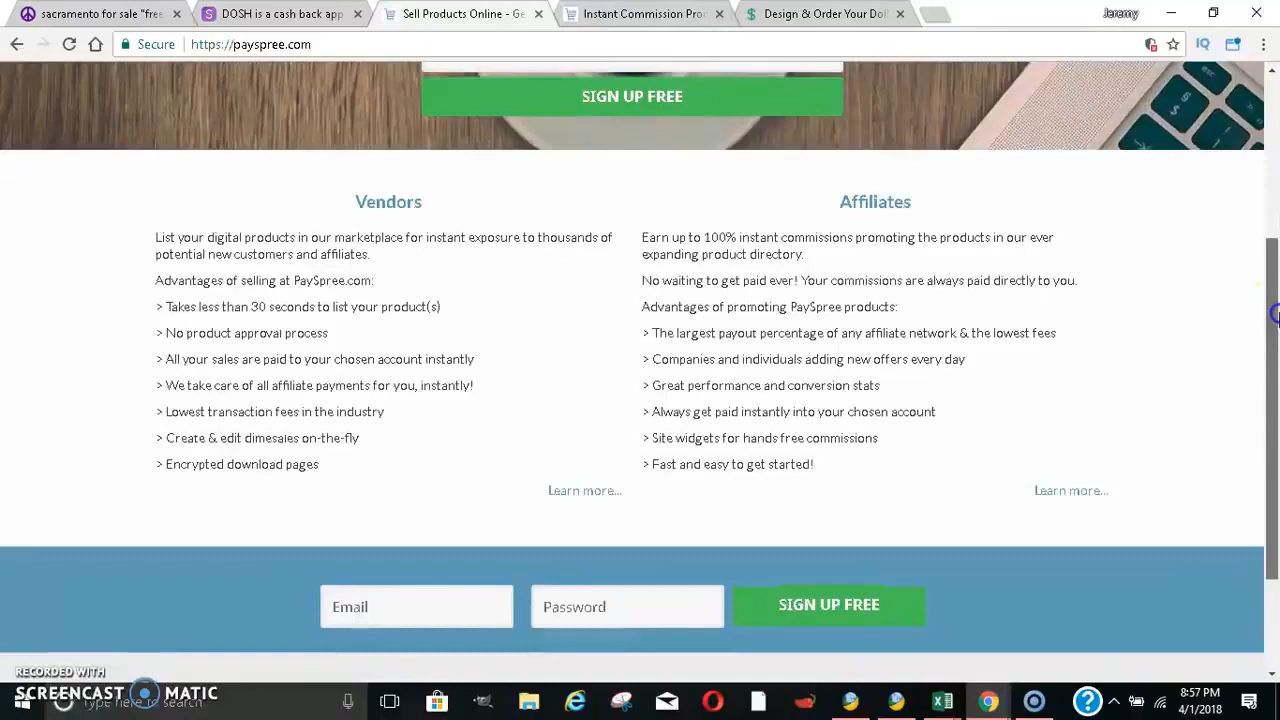 sacramento for sale "free
DOSH is a cash back app
Sell Products Online - Ge
Instant Commission Pro
Design & Order Your Doll
Jeremy
Secure
https://payspree.com
SIGN UP FREE
Vendors
List your digital products in our marketplace for instant exposure to thousands of
potential new customers and affiliates.
Advantages of selling at PaySpree.com:
> Takes less than 30 seconds to list your product(s)
> No product approval process
> All your sales are paid to your chosen account instantly
> We take care of all affiliate payments for you, instantly!
> Lowest transaction fees in the industry
> Create & edit dimesales on-the-fly
> Encrypted download pages
Learn more...
Affiliates
Earn up to 100% instant commissions promoting the products in our ever
expanding product directory.
No waiting to get paid ever! Your commissions are always paid directly to you.
Advantages of promoting PaySpree products:
> The largest payout percentage of any affiliate network & the lowest fees
> Companies and individuals adding new offers every day
> Great performance and conversion stats
> Always get paid instantly into your chosen account
> Site widgets for hands free commissions
> Fast and easy to get started!
Learn more...
Email
Password
SIGN UP FREE
RECORDED WITH
SCREENCAST MATIC
Type here to search
8:57 PM
4/1/2018